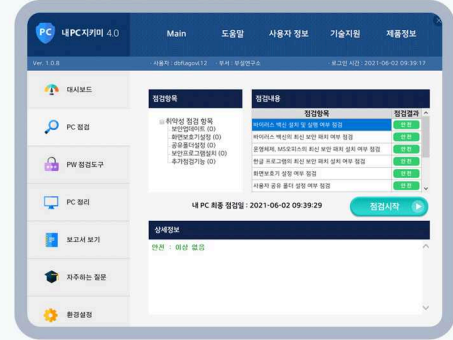 PC 내PC지키미 4.0
Main 도움말 사용자 정보 기술지원 제품정보
Ver. 1.0.8 · 사용자 : dbrlagovl12 · 부서 : 부설연구소 · 로그인 시간 : 2021-06-02 09:39:17
대시보드
PC 점검
PW 점검도구
PC 정리
보고서 보기
자주하는 질문
환경설정
점검항목
취약성 점검 항목
보안업데이트 (0)
화면보호기설정 (0)
공유폴더설정 (0)
보안프로그램설치 (0)
추가점검기능 (0)
점검내용
점검항목 점검결과
바이러스 백신 설치 및 실행 여부 점검 안전
바이러스 백신의 최신 보안 패치 여부 점검 안전
운영체제, MS오피스의 최신 보안 패치 설치 여부 점검 안전
한글 프로그램의 최신 보안 패치 설치 여부 점검 안전
화면보호기 설정 여부 점검 안전
사용자 공유 폴더 설정 여부 점검 안전
내 PC 최종 점검일 : 2021-06-02 09:39:29
점검시작
상세정보
안전 : 이상 없음